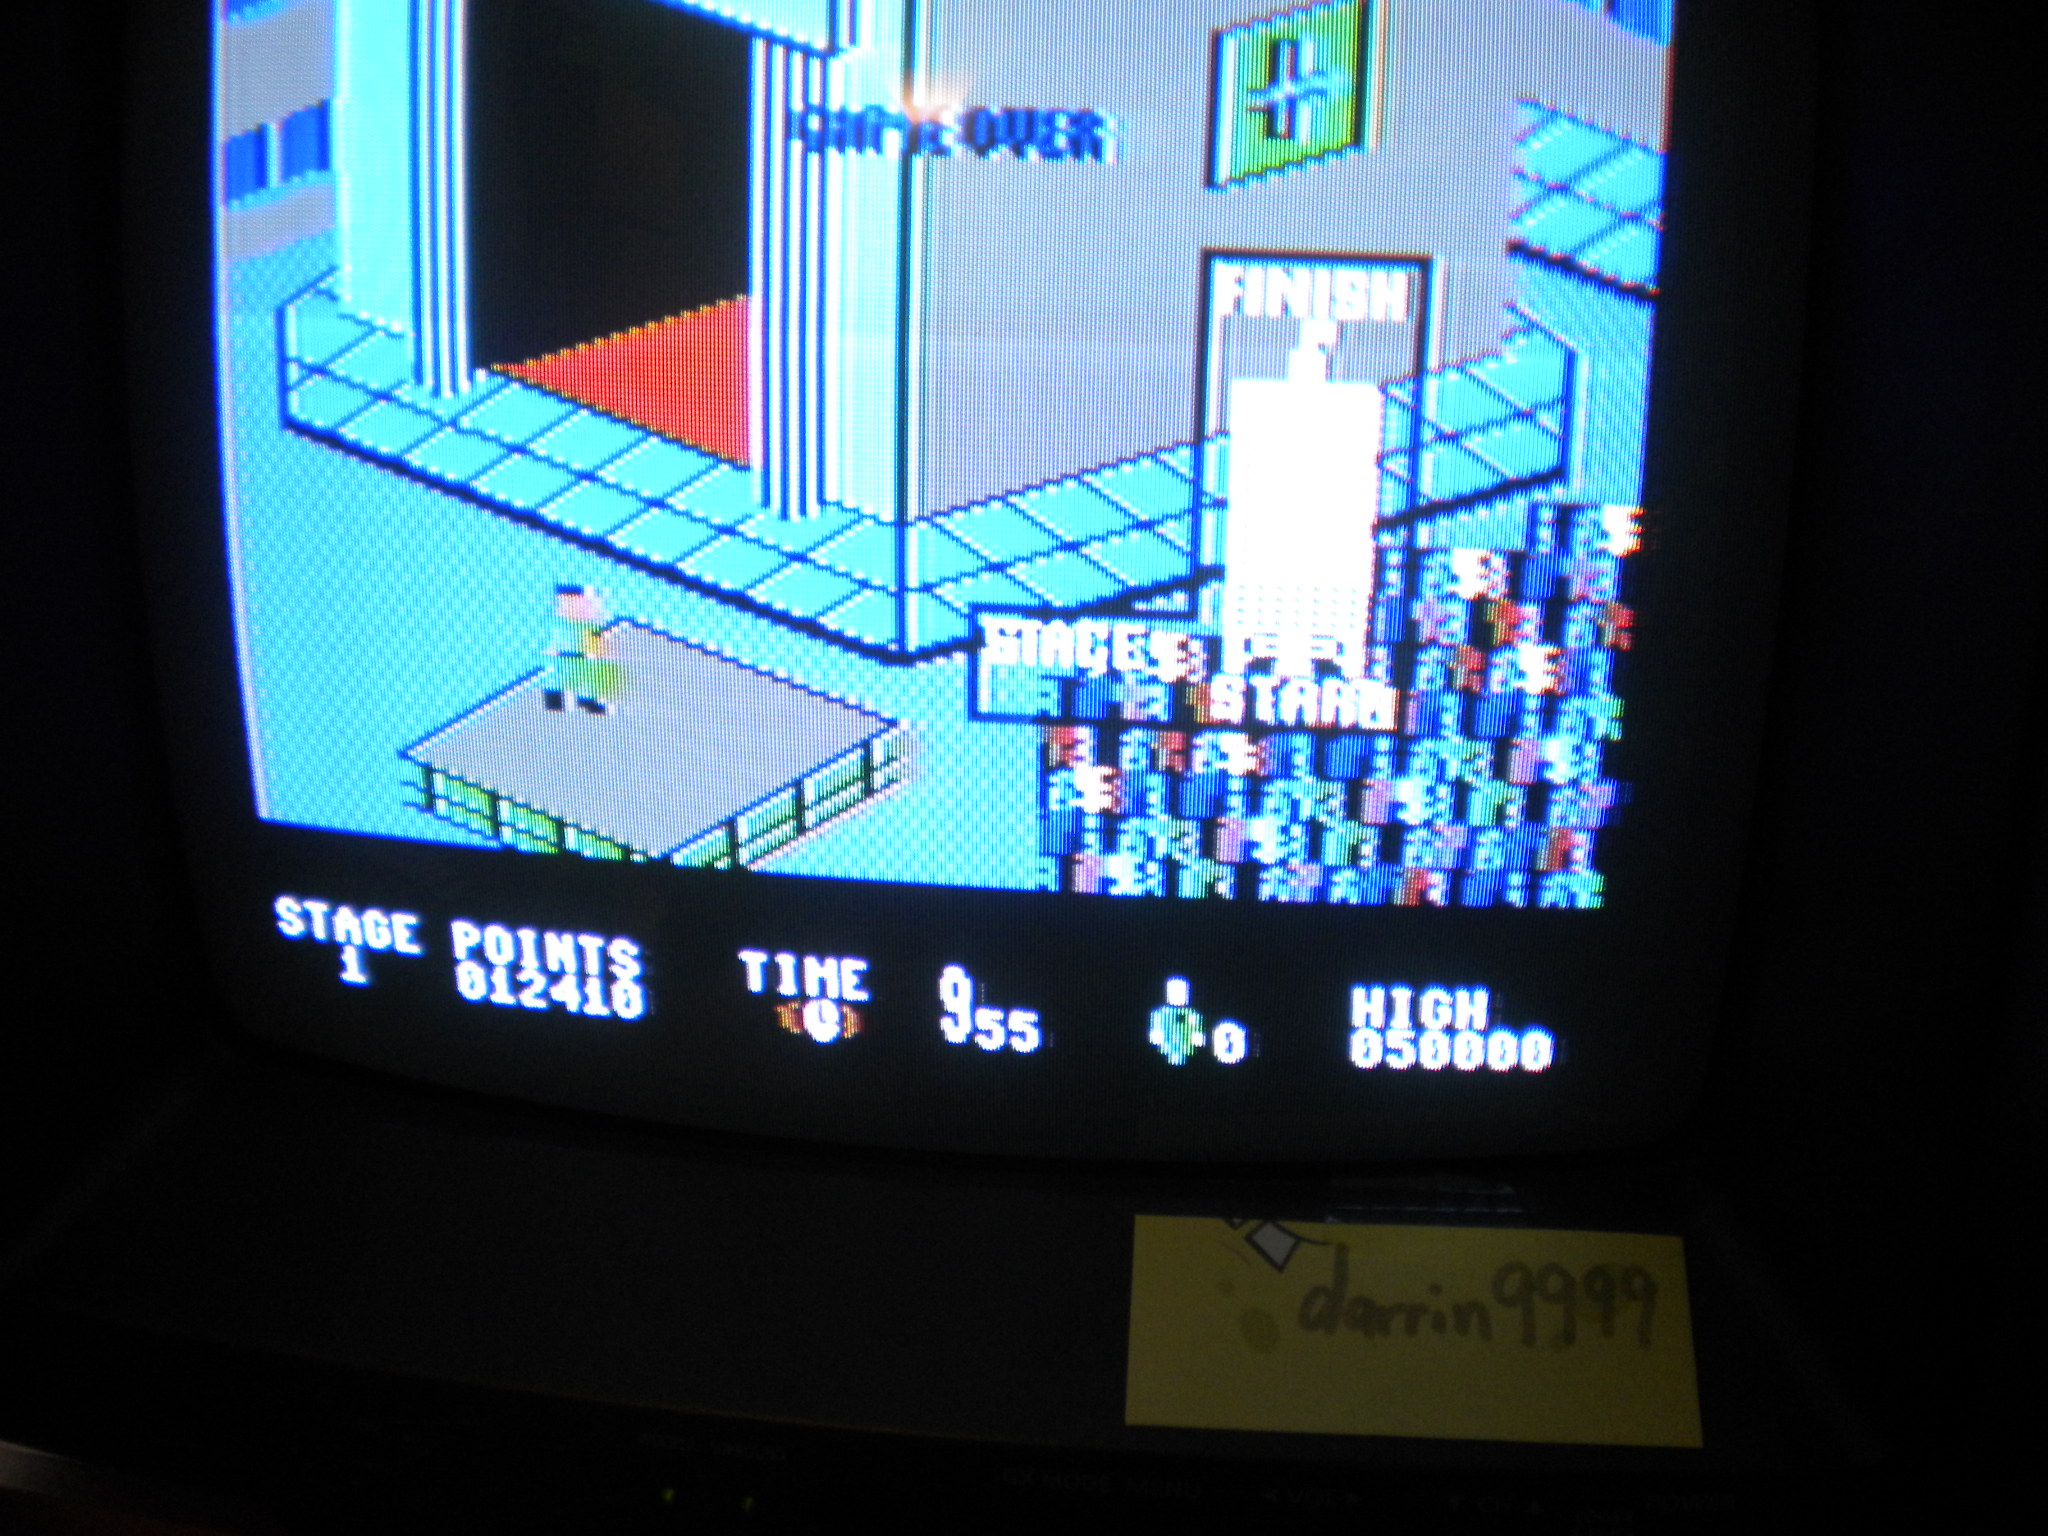 GAME OVER
FINISH
STAGE
START
STAGE POINTS TIME 9 55 0 HIGH
1 012410 050000
darrin9999